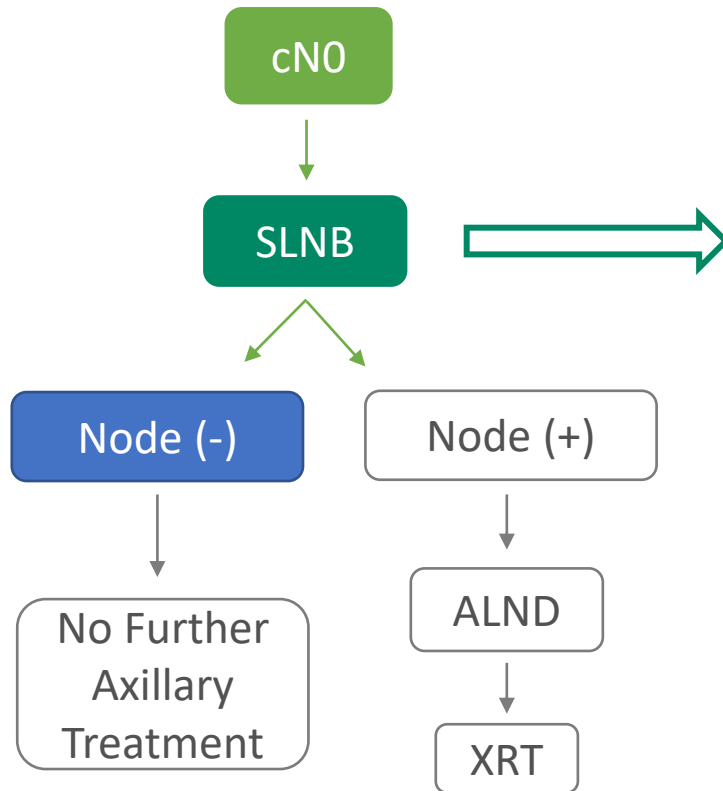 cN0
SLNB
Node (-)
Node (+)
No Further
Axillary
Treatment
ALND
XRT